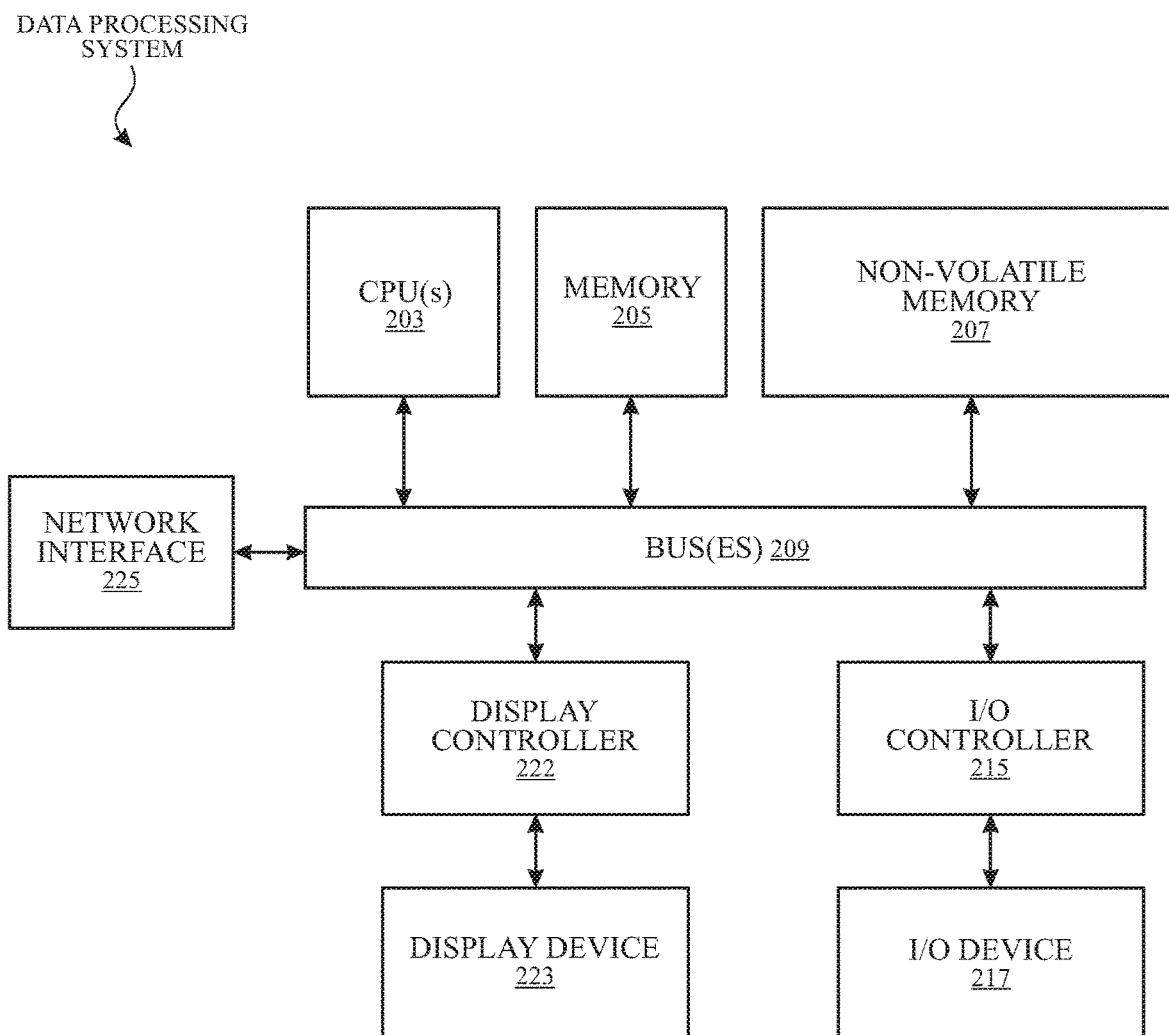 DATA PROCESSING
SYSTEM
CPU(s)
203
MEMORY
205
NON-VOLATILE
MEMORY
207
NETWORK
INTERFACE
225
BUS(ES) 209
DISPLAY
CONTROLLER
222
I/O
CONTROLLER
215
DISPLAY DEVICE
223
I/O DEVICE
217